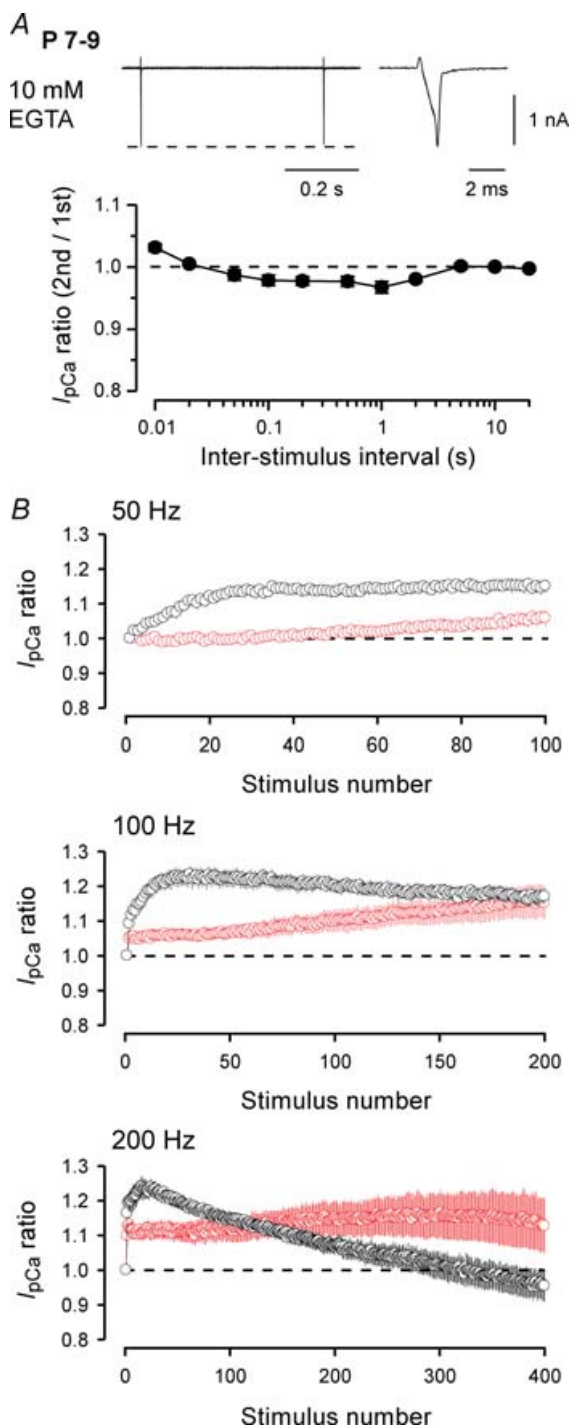 A
P 7-9
10 mM
EGTA
1 nA
0.2 s
2 ms
IpCa ratio (2nd / 1st)
1.1
1.0
0.9
0.8
0.01
0.1
1
10
Inter-stimulus interval (s)
B
50 Hz
IpCa ratio
1.3
1.2
1.1
1.0
0.9
0.8
0
20
40
60
80
100
Stimulus number
100 Hz
IpCa ratio
1.3
1.2
1.1
1.0
0.9
0.8
0
50
100
150
200
Stimulus number
200 Hz
IpCa ratio
1.3
1.2
1.1
1.0
0.9
0.8
0
100
200
300
400
Stimulus number